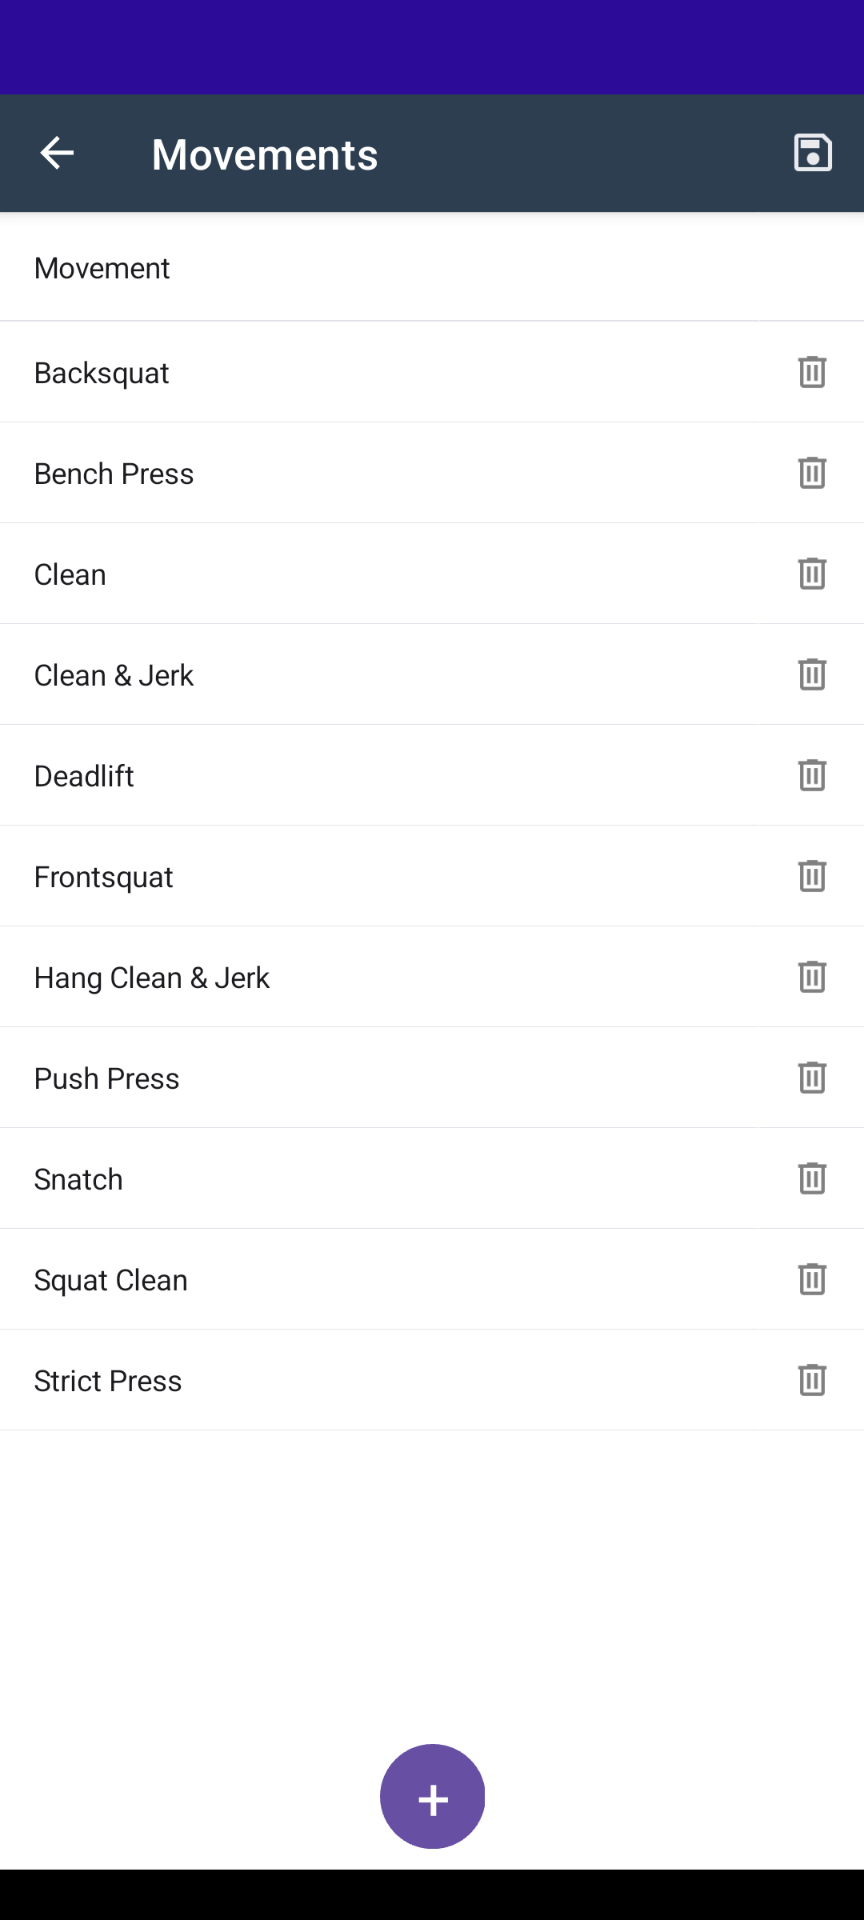 Movements
Movement
Backsquat
Bench Press
Clean
Clean & Jerk
Deadlift
Frontsquat
Hang Clean & Jerk
Push Press
Snatch
Squat Clean
Strict Press